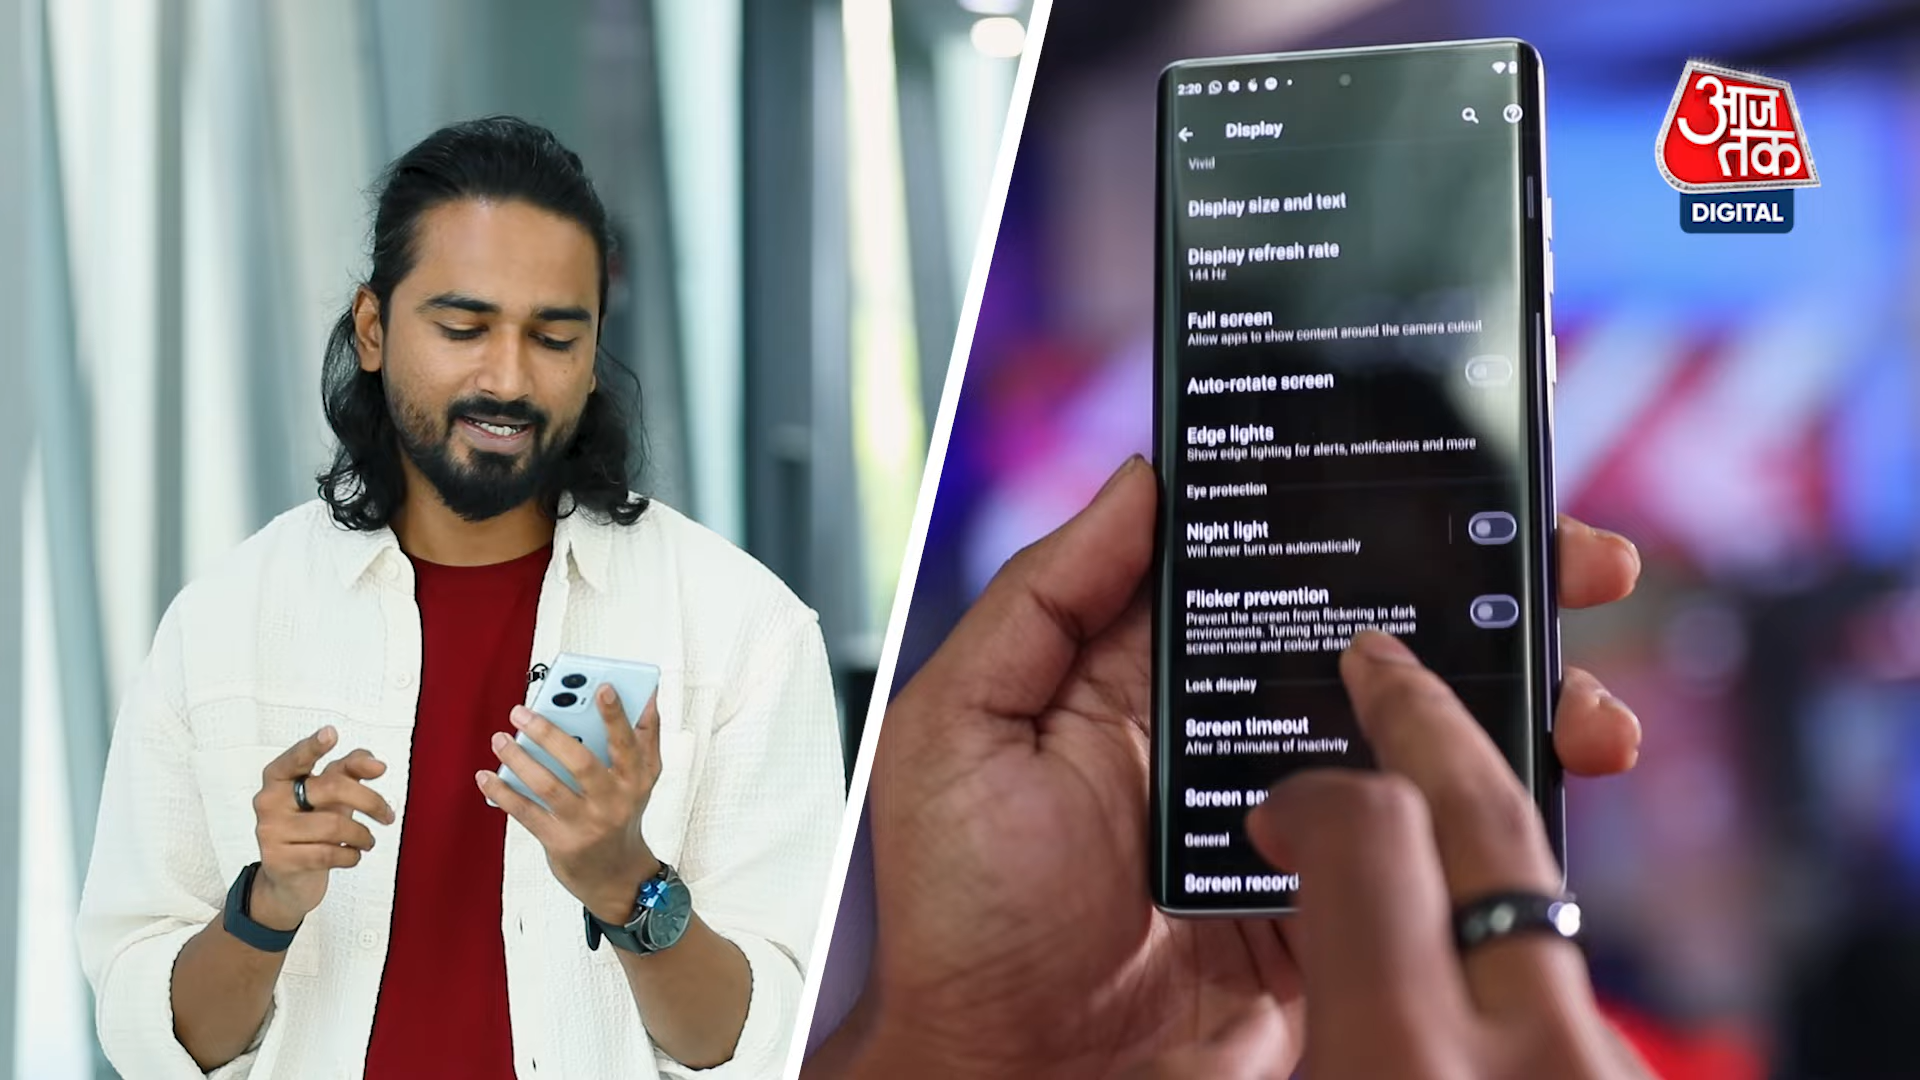 आज
तक
DIGITAL
2:20
Display
Vivid
Display size and text
Display refresh rate
144 Hz
Full screen
Allow apps to show content around the camera cutout
Auto-rotate screen
Edge lights
Show edge lighting for alerts, notifications and more
Eye protection
Night light
Will never turn on automatically
Flicker prevention
Prevent the screen from flickering in dark
environments. Turning this on may cause
screen noise and colour
Lock display
Screen timeout
After 30 minutes of inactivity
Screen
General
Screen